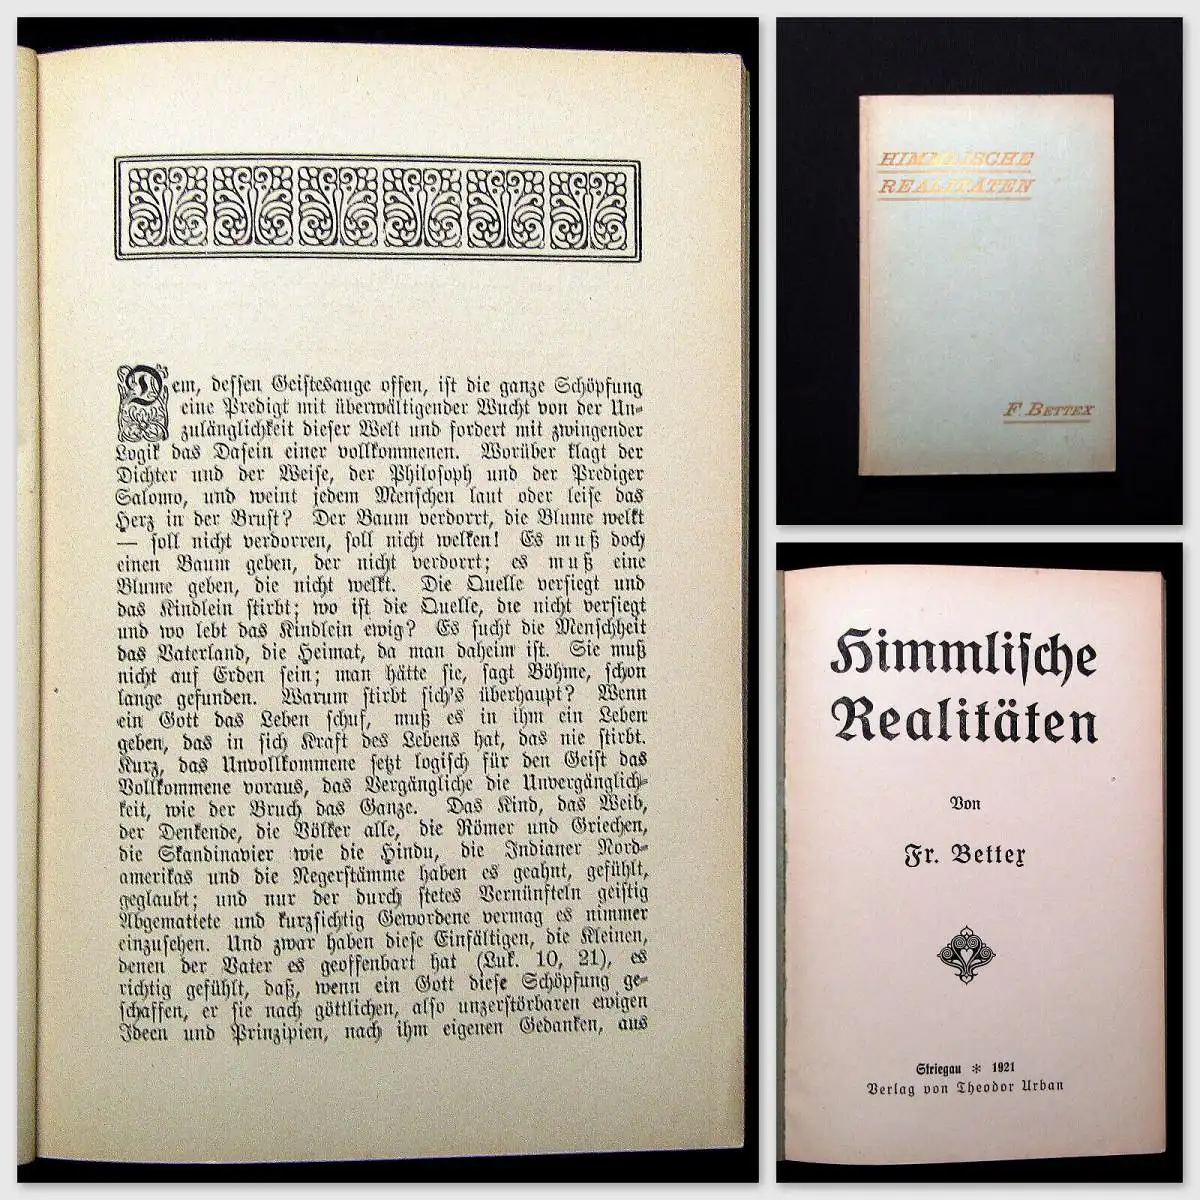 Dem, dessen Geistesauge offen, ist die ganze Schöpfung
eine Predigt mit überwältigender Wucht von der Un-
zulänglichkeit dieser Welt und fordert mit zwingender
Logik das Dasein einer vollkommenen. Worüber klagt der
Dichter und der Weise, der Philosoph und der Prediger
Salomo, und weint jedem Menschen laut oder leise das
Herz in der Brust? Der Baum verdorrt, die Blume welkt
— soll nicht verdorren, soll nicht welken! Es muß doch
einen Baum geben, der nicht verdorrt; es muß eine
Blume geben, die nicht welkt. Die Quelle versiegt und
das Kindlein stirbt; wo ist die Quelle, die nicht versiegt
und wo lebt das Kindlein ewig? Es sucht die Menschheit
das Vaterland, die Heimat, da man daheim ist. Sie muß
nicht auf Erden sein; man hätte sie, sagt Böhme, schon
lange gefunden. Warum stirbt sich's überhaupt? Wenn
ein Gott das Leben schuf, muß es in ihm ein Leben
geben, das in sich Kraft des Lebens hat, das nie stirbt.
Kurz, das Unvollkommene setzt logisch für den Geist das
Vollkommene voraus, das Vergängliche die Unvergänglich-
keit, wie der Bruch das Ganze. Das Kind, das Weib,
der Denkende, die Völker alle, die Römer und Griechen,
die Skandinavier wie die Hindu, die Indianer Nord-
amerikas und die Negerstämme haben es geahnt, gefühlt,
geglaubt; und nur der durch stetes Vernünfteln geistig
Abgemattete und kurzsichtig Gewordene vermag es nimmer
einzusehen. Und zwar haben diese Einfältigen, die Kleinen,
denen der Vater es geoffenbart hat (Luk. 10, 21), es
richtig gefühlt, daß, wenn ein Gott diese Schöpfung ge-
schaffen, er sie nach göttlichen, also unzerstörbaren ewigen
Ideen und Prinzipien, nach ihm eigenen Gedanken, aus
HIMMLISCHE
REALITÄTEN
F. BETTEX
Himmlische
Realitäten
Von
Fr. Bettex
Striegau * 1921
Verlag von Theodor Urban